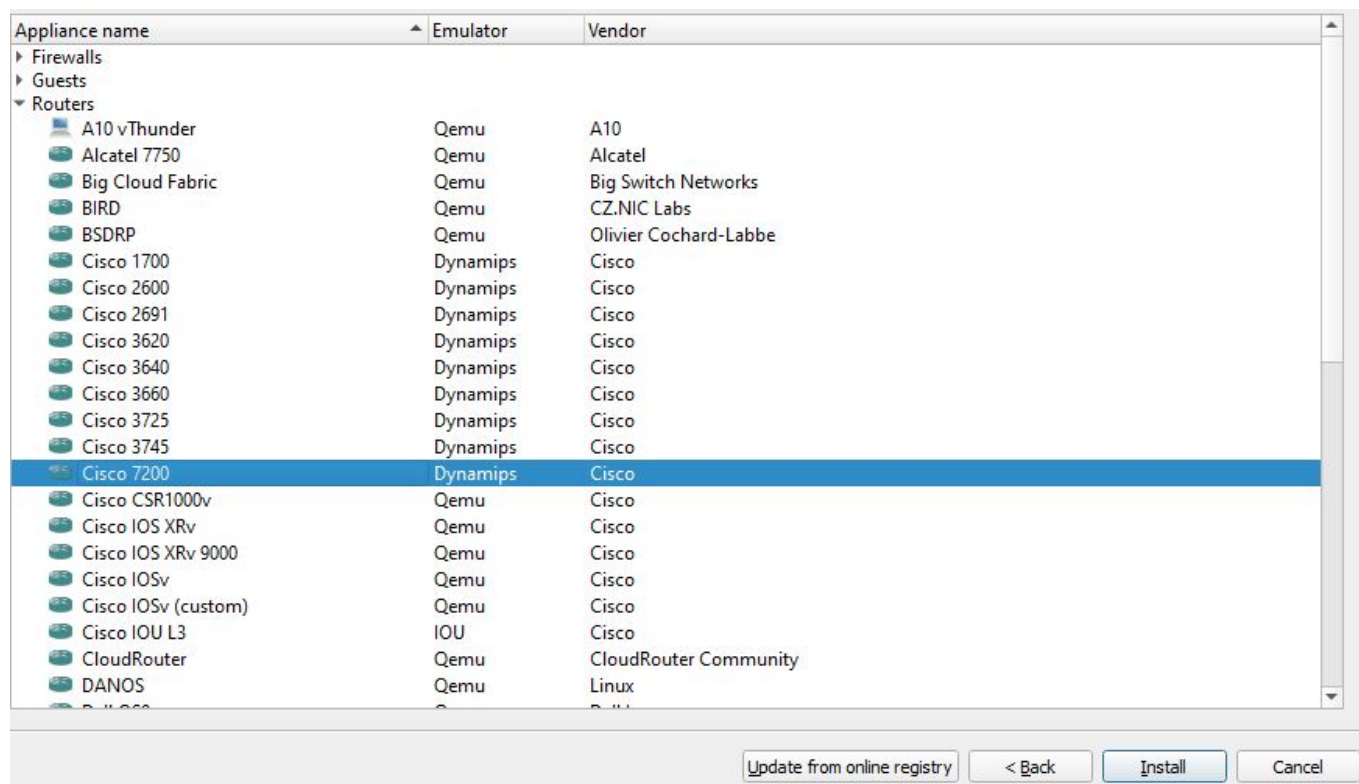 Appliance name Emulator Vendor
Firewalls
Guests
Routers
A10 vThunder Qemu A10
Alcatel 7750 Qemu Alcatel
Big Cloud Fabric Qemu Big Switch Networks
BIRD Qemu CZ.NIC Labs
BSDRP Qemu Olivier Cochard-Labbe
Cisco 1700 Dynamips Cisco
Cisco 2600 Dynamips Cisco
Cisco 2691 Dynamips Cisco
Cisco 3620 Dynamips Cisco
Cisco 3640 Dynamips Cisco
Cisco 3660 Dynamips Cisco
Cisco 3725 Dynamips Cisco
Cisco 3745 Dynamips Cisco
Cisco 7200 Dynamips Cisco
Cisco CSR1000v Qemu Cisco
Cisco IOS XRv Qemu Cisco
Cisco IOS XRv 9000 Qemu Cisco
Cisco IOSv Qemu Cisco
Cisco IOSv (custom) Qemu Cisco
Cisco IOU L3 IOU Cisco
CloudRouter Qemu CloudRouter Community
DANOS Qemu Linux
Update from online registry < Back Install Cancel